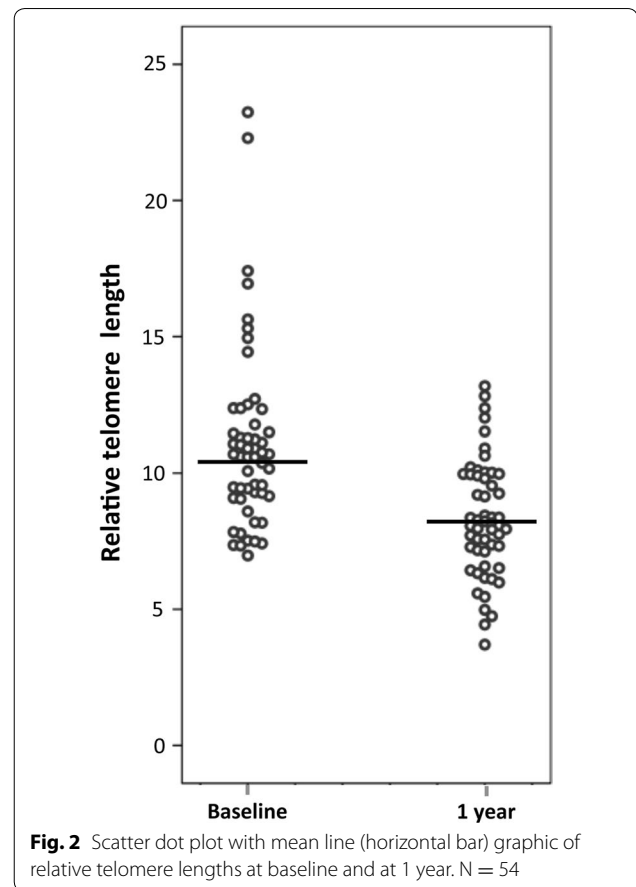 25
20
15
10
5
0
Relative telomere length
Baseline
1 year
Fig. 2 Scatter dot plot with mean line (horizontal bar) graphic of
relative telomere lengths at baseline and at 1 year. N = 54